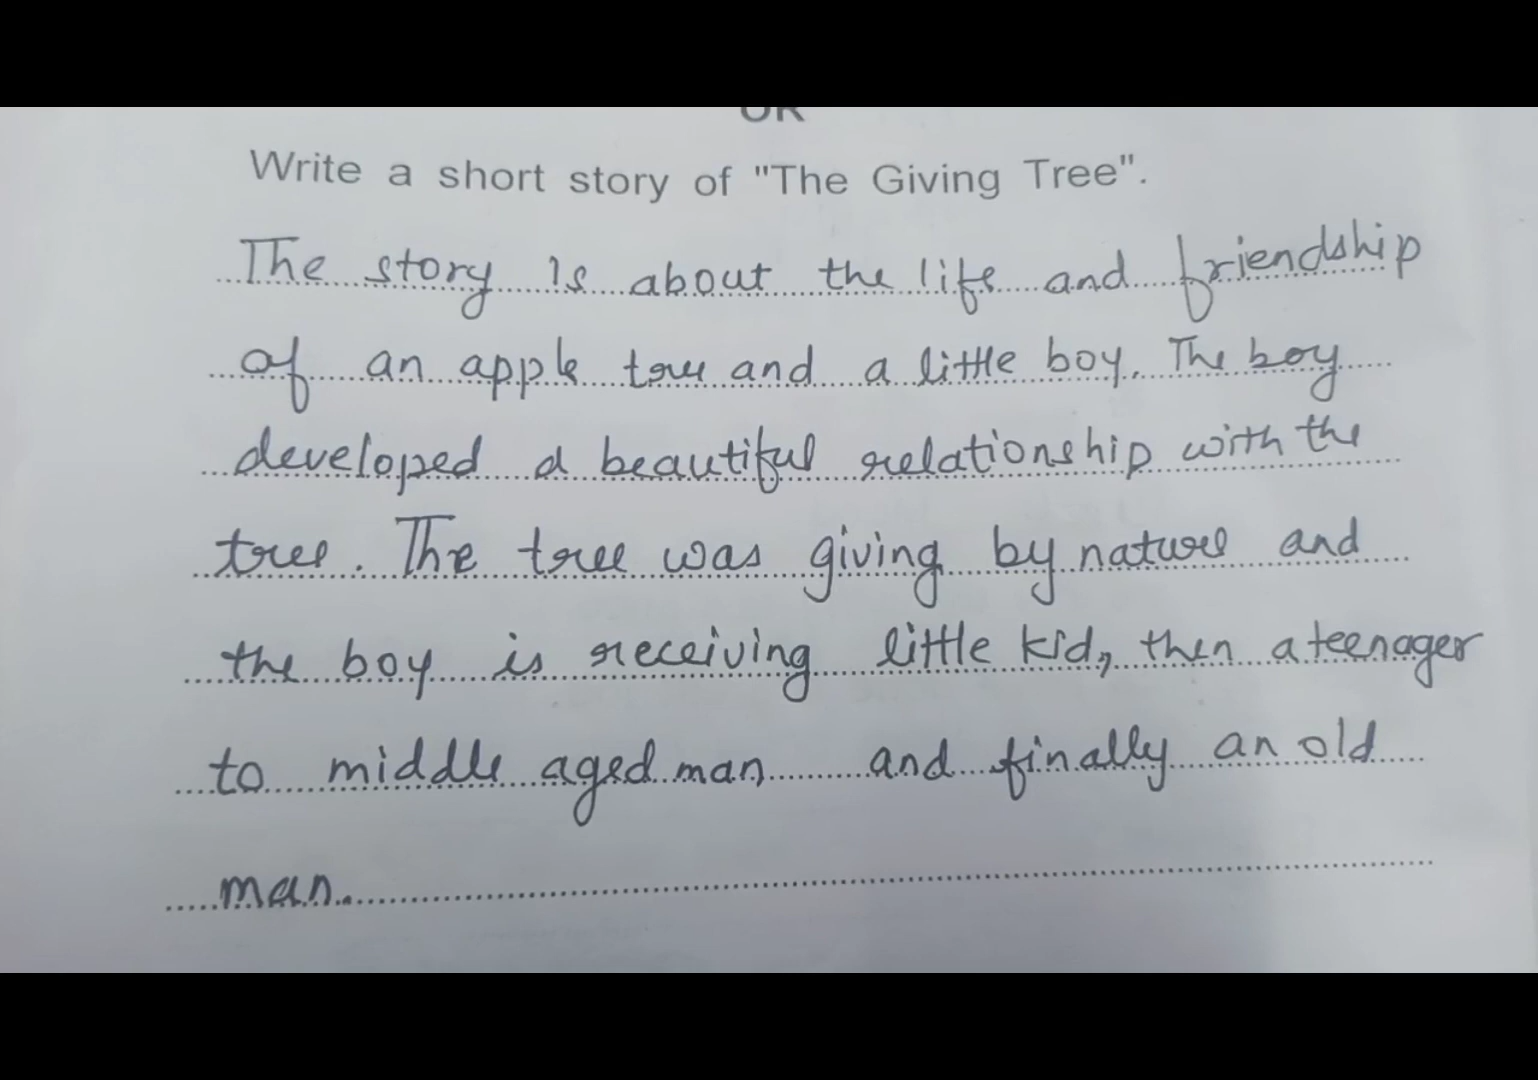 OR
Write a short story of "The Giving Tree".
The story is about the life and friendship
of an apple tree and a little boy. The boy
developed a beautiful relationship with the
tree. The tree was giving by nature and
the boy is receiving little kid, then a teenager
to middle aged man and finally an old
man.